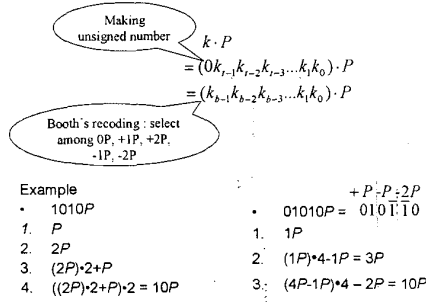 Making
unsigned number
k · P
= (0k_{t-1}k_{t-2}k_{t-3}...k_1k_0) · P
= (k_{b-1}k_{b-2}k_{b-3}...k_1k_0) · P
Booth's recoding : select
among 0P, +1P, +2P,
-1P, -2P
Example
• 1010P
1. P
2. 2P
3. (2P)•2+P
4. ((2P)•2+P)•2 = 10P
+P -P -2P
• 01010P = 010 1 1 0
1. 1P
2. (1P)•4-1P = 3P
3. (4P-1P)•4 – 2P = 10P